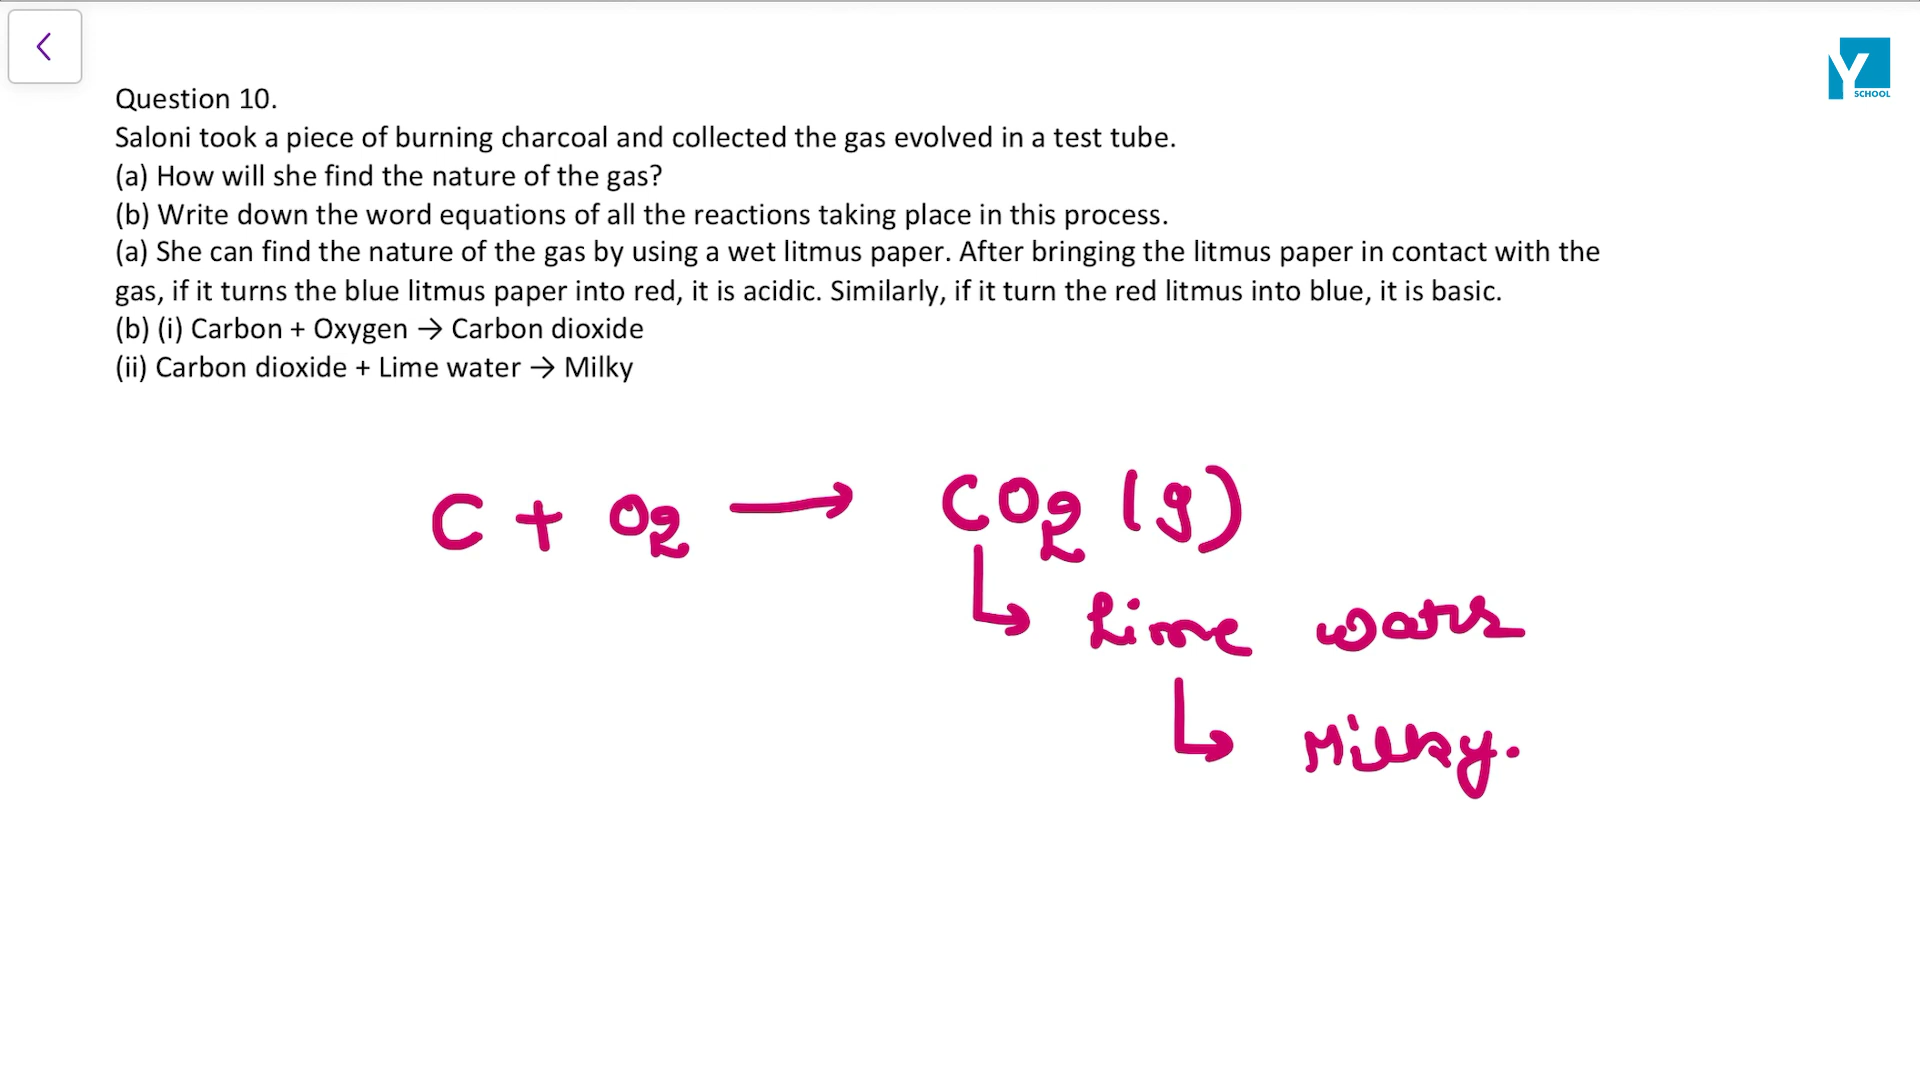 Y
SCHOOL
Question 10.
Saloni took a piece of burning charcoal and collected the gas evolved in a test tube.
(a) How will she find the nature of the gas?
(b) Write down the word equations of all the reactions taking place in this process.
(a) She can find the nature of the gas by using a wet litmus paper. After bringing the litmus paper in contact with the
gas, if it turns the blue litmus paper into red, it is acidic. Similarly, if it turn the red litmus into blue, it is basic.
(b) (i) Carbon + Oxygen → Carbon dioxide
(ii) Carbon dioxide + Lime water → Milky
C + O₂ → CO₂ (g)
↳ Lime water
↳ Milky.